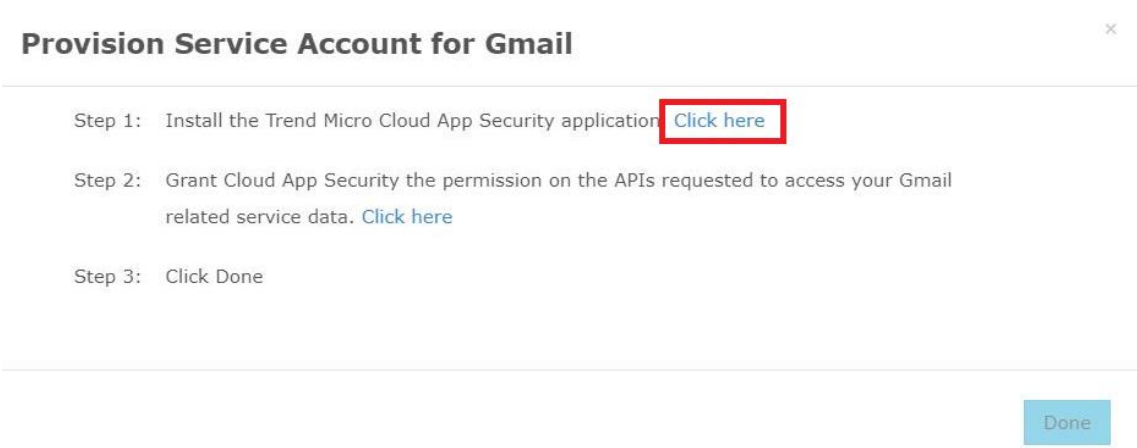 Provision Service Account for Gmail
×
Step 1: Install the Trend Micro Cloud App Security application Click here
Step 2: Grant Cloud App Security the permission on the APIs requested to access your Gmail
related service data. Click here
Step 3: Click Done
Done